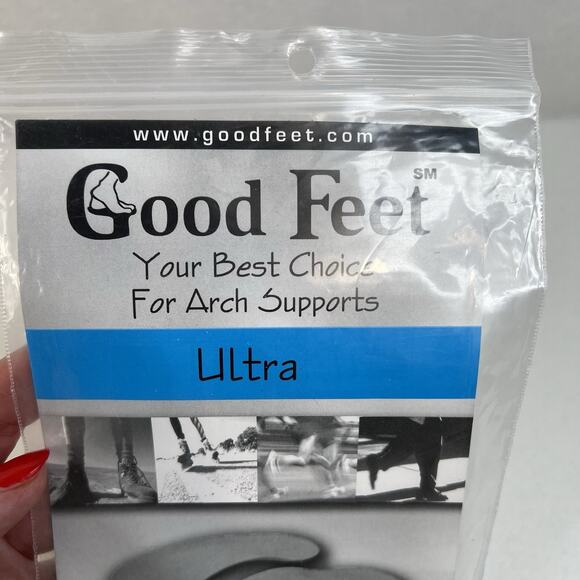 www.goodfeet.com
Good Feet SM
Your Best Choice
For Arch Supports
Ultra